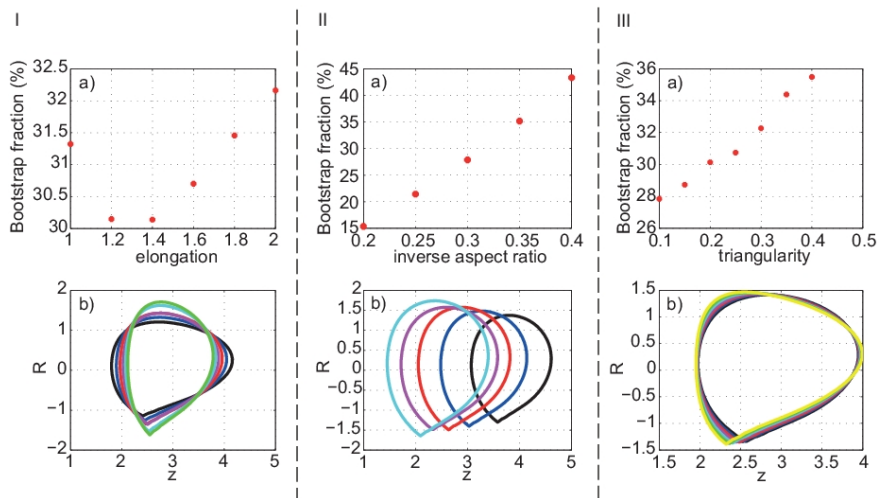 I
II
III
a)
Bootstrap fraction (%)
32.5
32
31.5
31
30.5
30
1 1.2 1.4 1.6 1.8 2
elongation
a)
Bootstrap fraction (%)
45
40
35
30
25
20
15
0.2 0.25 0.3 0.35 0.4
inverse aspect ratio
a)
Bootstrap fraction (%)
36
34
32
30
28
26
0.1 0.2 0.3 0.4 0.5
triangularity
b)
R
2
1
0
−1
−2
1 2 3 4 5
z
b)
R
2
1.5
1
0.5
0
−0.5
−1
−1.5
−2
1 2 3 4 5
z
b)
R
1.5
1
0.5
0
−0.5
−1
−1.5
1.5 2 2.5 3 3.5 4
z